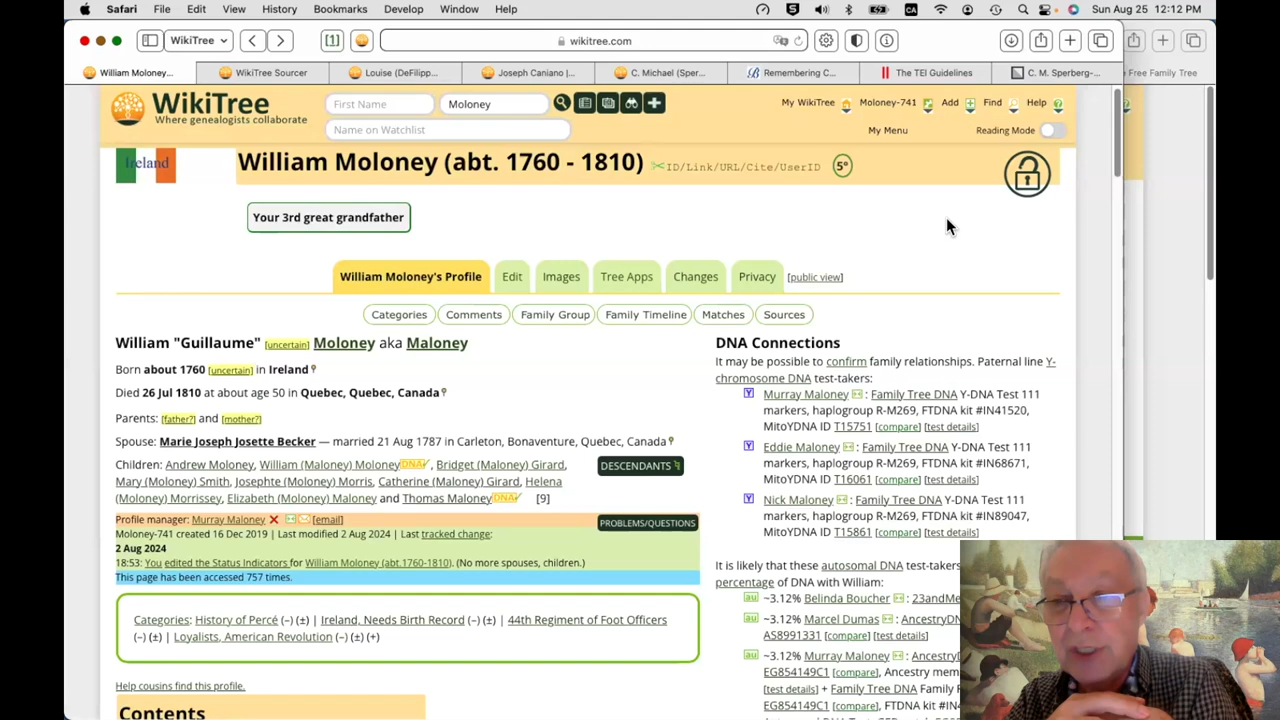 Safari File Edit View History Bookmarks Develop Window Help Sun Aug 25 12:12 PM
WikiTree [1] wikitree.com
William Moloney... WikiTree Sourcer Louise (DeFilipp... Joseph Caniano |... C. Michael (Sper... Remembering C... The TEI Guidelines C. M. Sperberg-... Free Family Tree
WikiTree
Where genealogists collaborate
First Name Moloney
Name on Watchlist
My WikiTree Moloney-741 Add Find Help
My Menu Reading Mode
Ireland
William Moloney (abt. 1760 - 1810) ID/Link/URL/Cite/UserID 5°
Your 3rd great grandfather
William Moloney's Profile Edit Images Tree Apps Changes Privacy [public view]
Categories Comments Family Group Family Timeline Matches Sources
William "Guillaume" [uncertain] Moloney aka Maloney
Born about 1760 [uncertain] in Ireland
Died 26 Jul 1810 at about age 50 in Quebec, Quebec, Canada
Parents: [father?] and [mother?]
Spouse: Marie Joseph Josette Becker — married 21 Aug 1787 in Carleton, Bonaventure, Quebec, Canada
Children: Andrew Moloney, William (Maloney) Moloney DNA, Bridget (Maloney) Girard,
Mary (Moloney) Smith, Josephte (Moloney) Morris, Catherine (Maloney) Girard, Helena
(Moloney) Morrissey, Elizabeth (Moloney) Maloney and Thomas Maloney DNA [9]
DESCENDANTS
Profile manager: Murray Maloney [email]
PROBLEMS/QUESTIONS
Moloney-741 created 16 Dec 2019 | Last modified 2 Aug 2024 | Last tracked change:
2 Aug 2024
18:53: You edited the Status Indicators for William Moloney (abt.1760-1810). (No more spouses, children.)
This page has been accessed 757 times.
Categories: History of Percé (−) (±) | Ireland, Needs Birth Record (−) (±) | 44th Regiment of Foot Officers
(−) (±) | Loyalists, American Revolution (−) (±) (+)
Help cousins find this profile.
Contents
DNA Connections
It may be possible to confirm family relationships. Paternal line Y-
chromosome DNA test-takers:
Y Murray Maloney : Family Tree DNA Y-DNA Test 111
markers, haplogroup R-M269, FTDNA kit #IN41520,
MitoYDNA ID T15751 [compare] [test details]
Y Eddie Maloney : Family Tree DNA Y-DNA Test 111
markers, haplogroup R-M269, FTDNA kit #IN68671,
MitoYDNA ID T16061 [compare] [test details]
Y Nick Maloney : Family Tree DNA Y-DNA Test 111
markers, haplogroup R-M269, FTDNA kit #IN89047,
MitoYDNA ID T15861 [compare] [test details]
It is likely that these autosomal DNA test-takers
percentage of DNA with William:
au ~3.12% Belinda Boucher : 23andMe
au ~3.12% Marcel Dumas : AncestryDN
AS8991331 [compare] [test details]
au ~3.12% Murray Maloney : AncestryD
EG854149C1 [compare], Ancestry mem
[test details] + Family Tree DNA Family F
EG854149C1 [compare], FTDNA kit #IN4